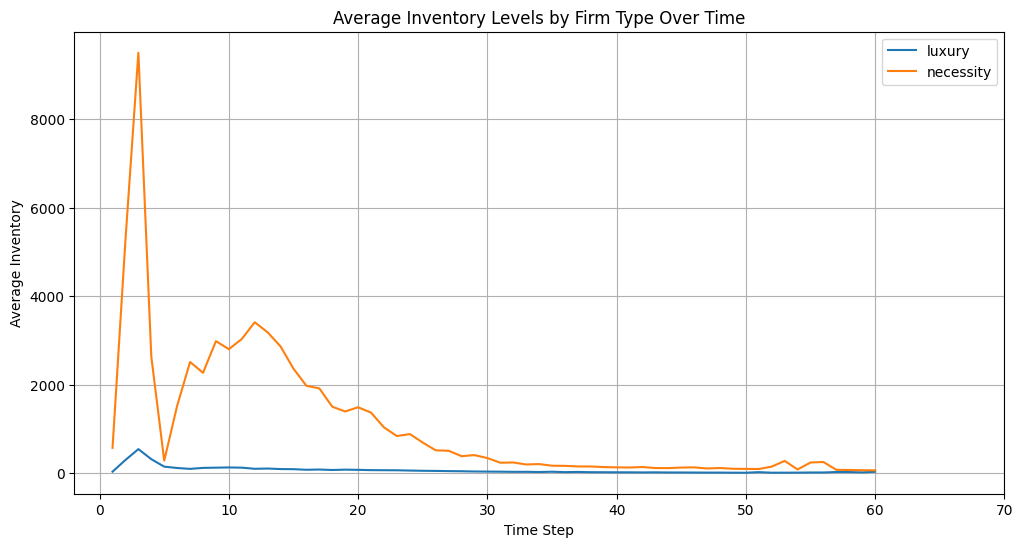 Average Inventory Levels by Firm Type Over Time
luxury
necessity
Average Inventory
8000
6000
4000
2000
0
0 10 20 30 40 50 60 70
Time Step